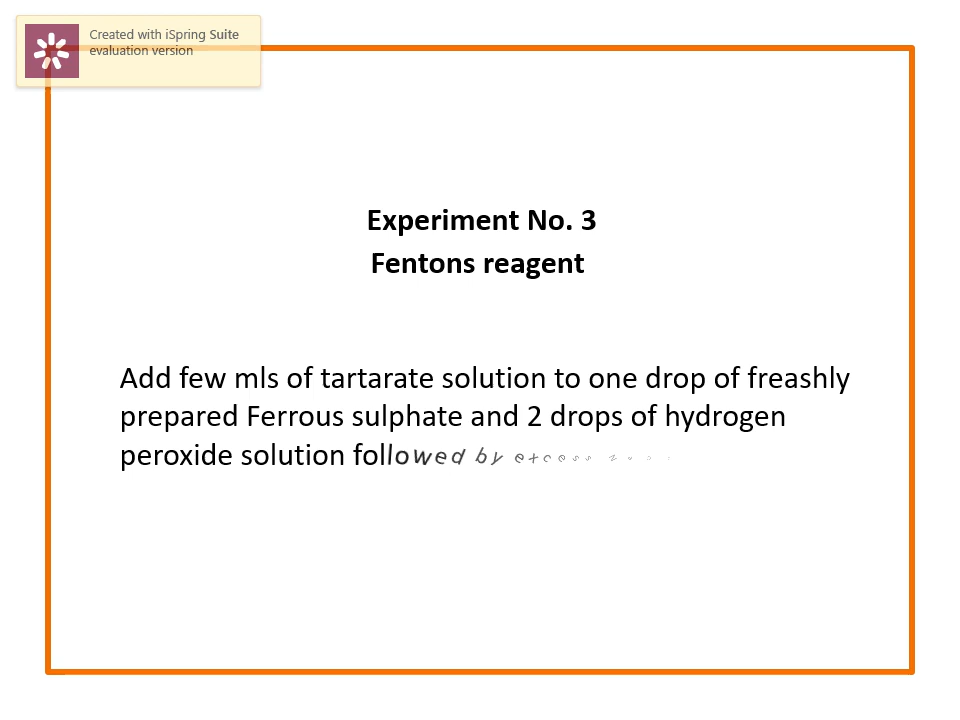 Created with iSpring Suite
evaluation version
Experiment No. 3
Fentons reagent
Add few mls of tartarate solution to one drop of freashly
prepared Ferrous sulphate and 2 drops of hydrogen
peroxide solution followed by excess